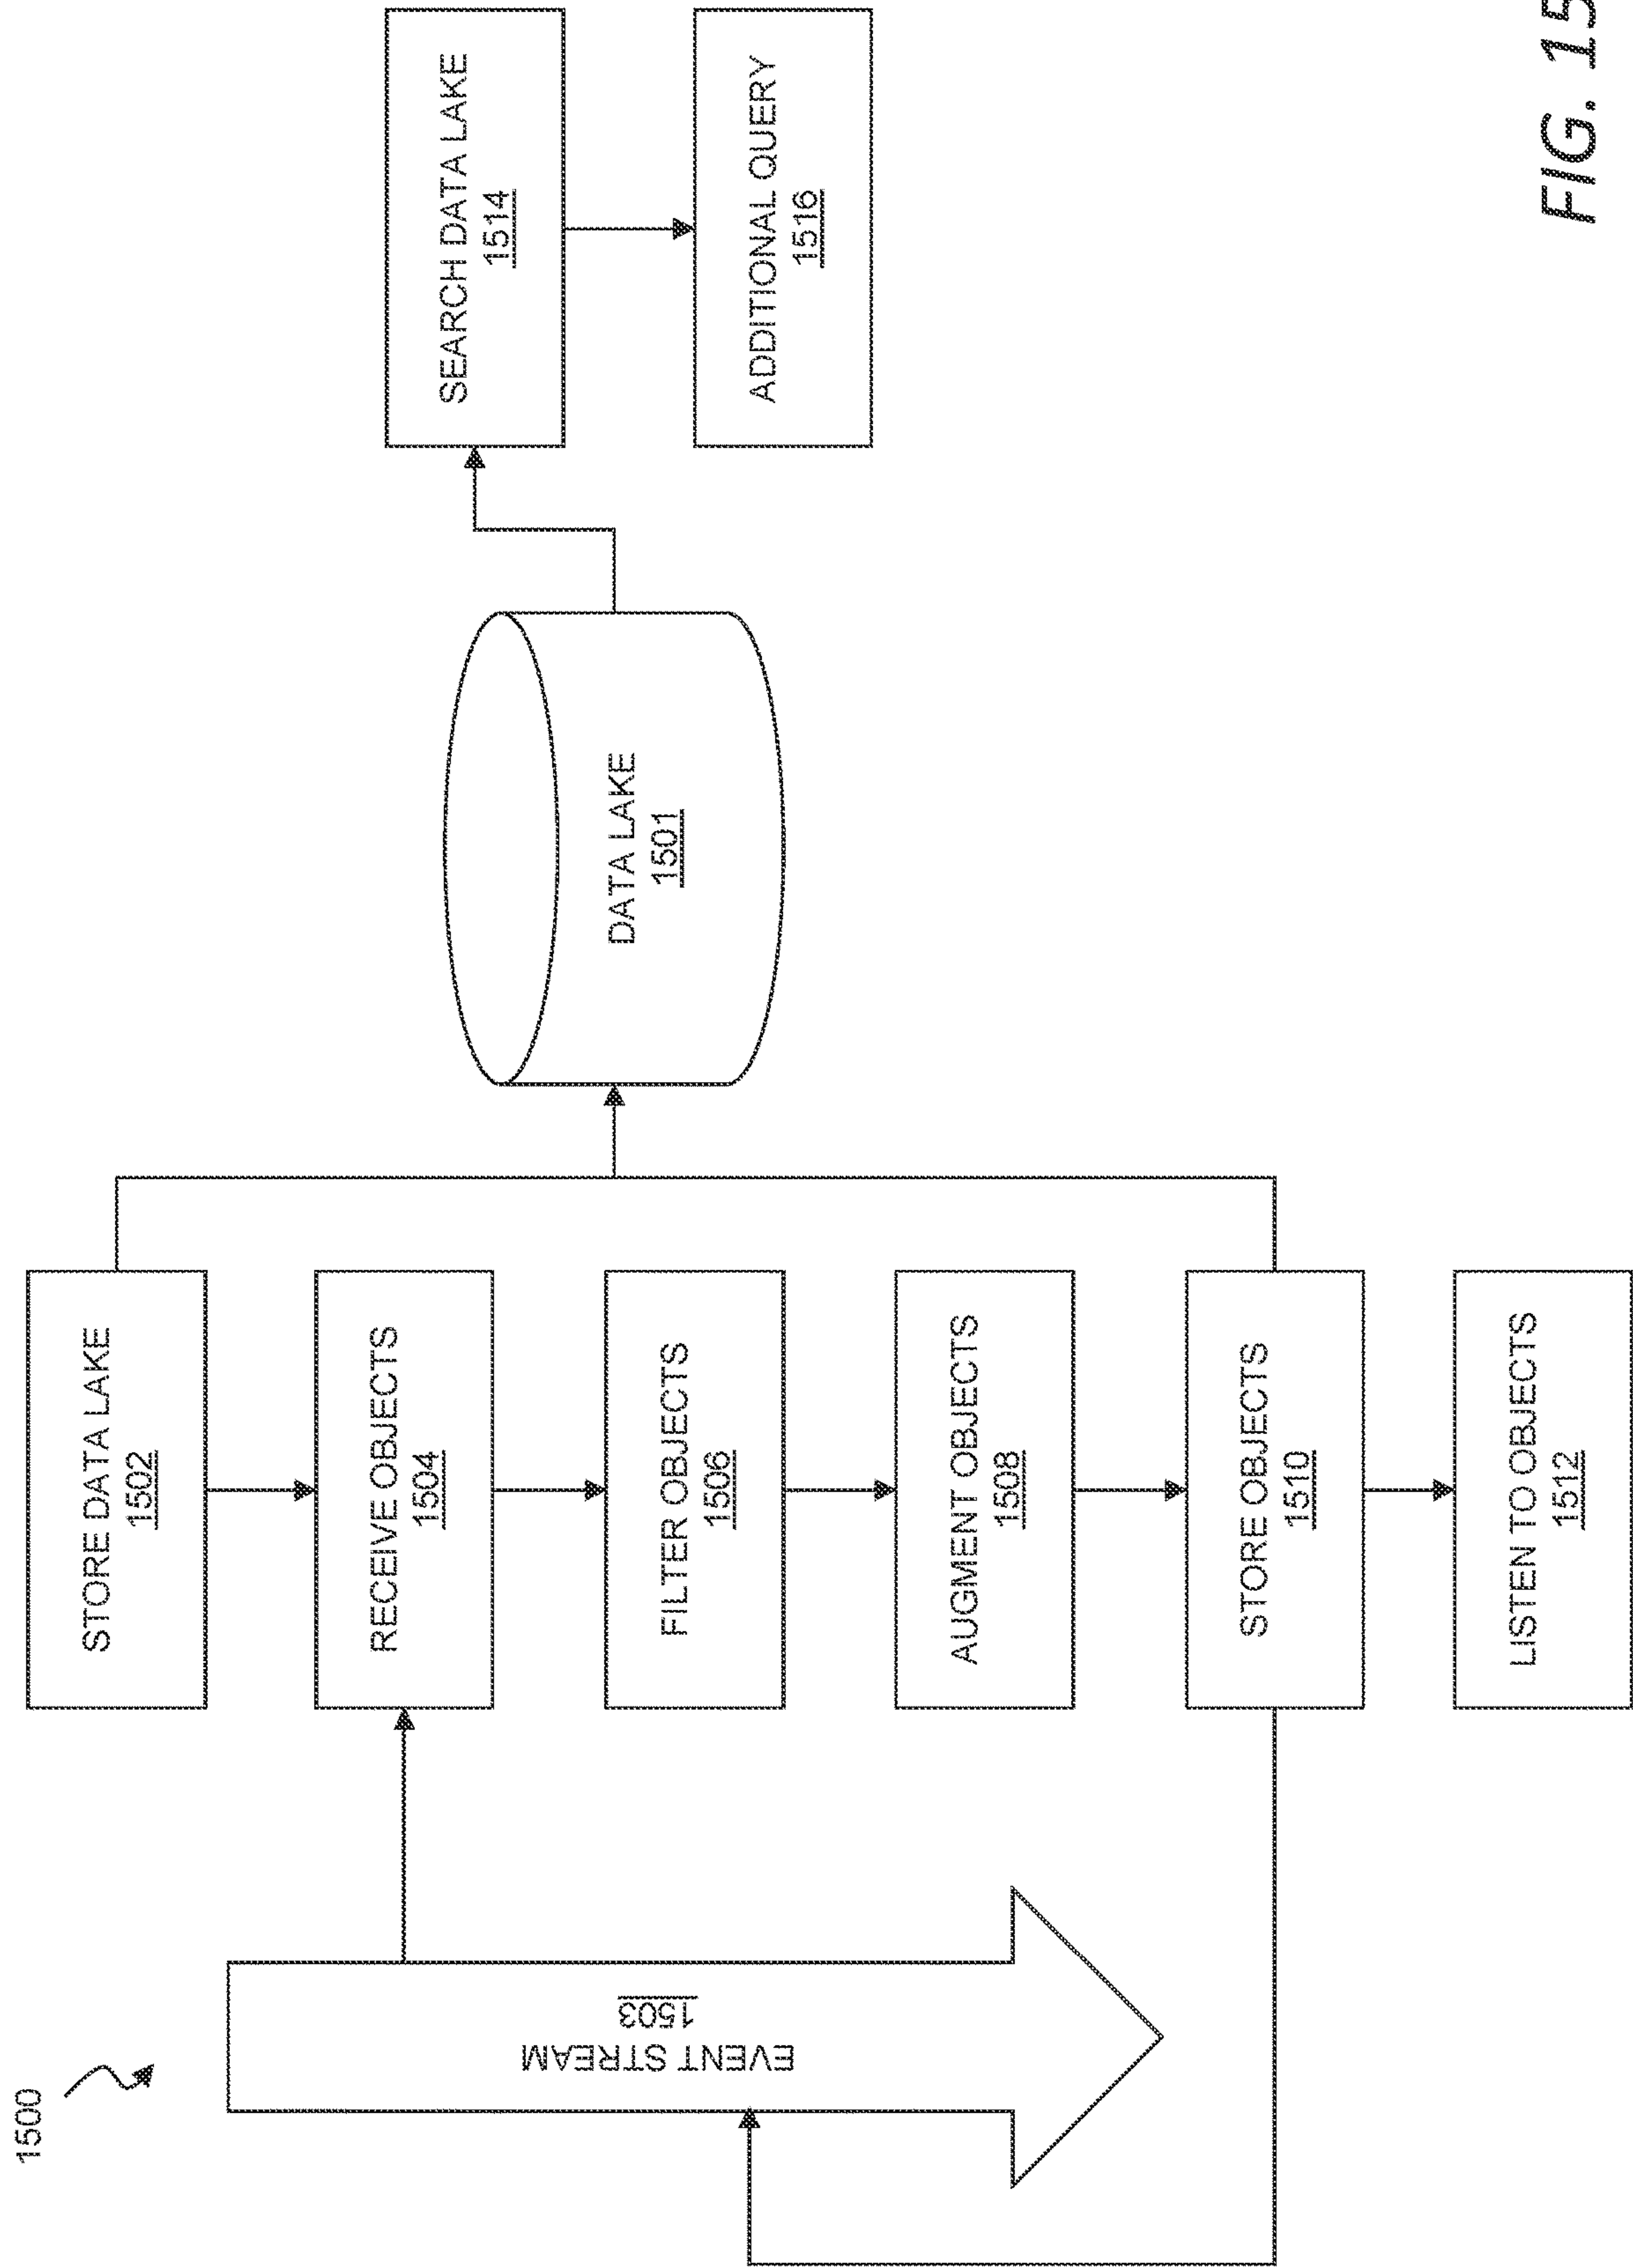 1500
EVENT STREAM
1503
STORE DATA LAKE
1502
RECEIVE OBJECTS
1504
FILTER OBJECTS
1506
AUGMENT OBJECTS
1508
STORE OBJECTS
1510
LISTEN TO OBJECTS
1512
DATA LAKE
1501
SEARCH DATA LAKE
1514
ADDITIONAL QUERY
1516
FIG. 15